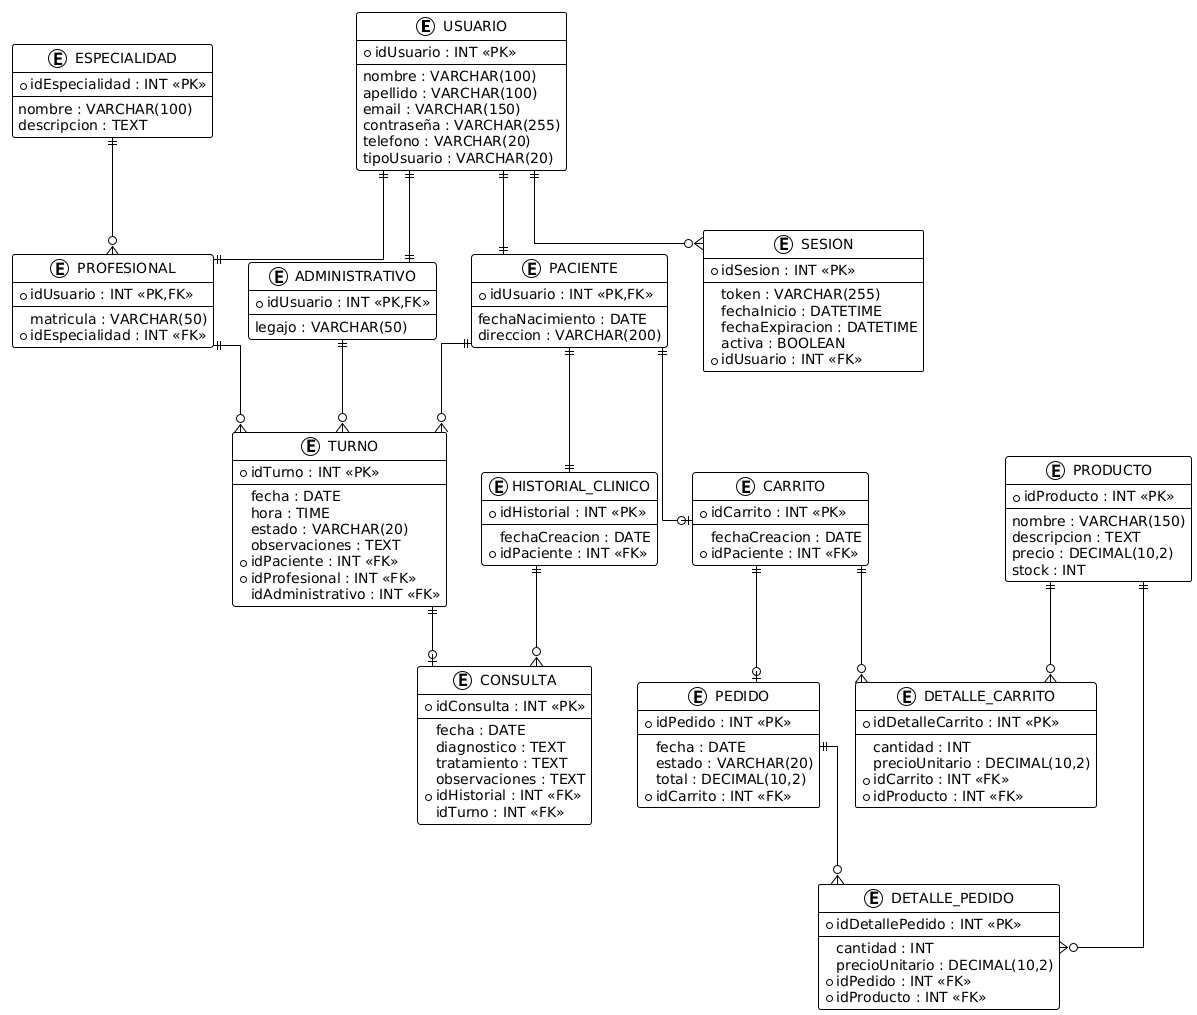 E USUARIO
idUsuario : INT «PK»
nombre : VARCHAR(100)
apellido : VARCHAR(100)
email : VARCHAR(150)
contraseña : VARCHAR(255)
telefono : VARCHAR(20)
tipoUsuario : VARCHAR(20)
E ESPECIALIDAD
idEspecialidad : INT «PK»
nombre : VARCHAR(100)
descripcion : TEXT
E PROFESIONAL
idUsuario : INT «PK,FK»
matricula : VARCHAR(50)
idEspecialidad : INT «FK»
E ADMINISTRATIVO
idUsuario : INT «PK,FK»
legajo : VARCHAR(50)
E PACIENTE
idUsuario : INT «PK,FK»
fechaNacimiento : DATE
direccion : VARCHAR(200)
E SESION
idSesion : INT «PK»
token : VARCHAR(255)
fechaInicio : DATETIME
fechaExpiracion : DATETIME
activa : BOOLEAN
idUsuario : INT «FK»
E TURNO
idTurno : INT «PK»
fecha : DATE
hora : TIME
estado : VARCHAR(20)
observaciones : TEXT
idPaciente : INT «FK»
idProfesional : INT «FK»
idAdministrativo : INT «FK»
E HISTORIAL_CLINICO
idHistorial : INT «PK»
fechaCreacion : DATE
idPaciente : INT «FK»
E CARRITO
idCarrito : INT «PK»
fechaCreacion : DATE
idPaciente : INT «FK»
E PRODUCTO
idProducto : INT «PK»
nombre : VARCHAR(150)
descripcion : TEXT
precio : DECIMAL(10,2)
stock : INT
E CONSULTA
idConsulta : INT «PK»
fecha : DATE
diagnostico : TEXT
tratamiento : TEXT
observaciones : TEXT
idHistorial : INT «FK»
idTurno : INT «FK»
E PEDIDO
idPedido : INT «PK»
fecha : DATE
estado : VARCHAR(20)
total : DECIMAL(10,2)
idCarrito : INT «FK»
E DETALLE_CARRITO
idDetalleCarrito : INT «PK»
cantidad : INT
precioUnitario : DECIMAL(10,2)
idCarrito : INT «FK»
idProducto : INT «FK»
E DETALLE_PEDIDO
idDetallePedido : INT «PK»
cantidad : INT
precioUnitario : DECIMAL(10,2)
idPedido : INT «FK»
idProducto : INT «FK»